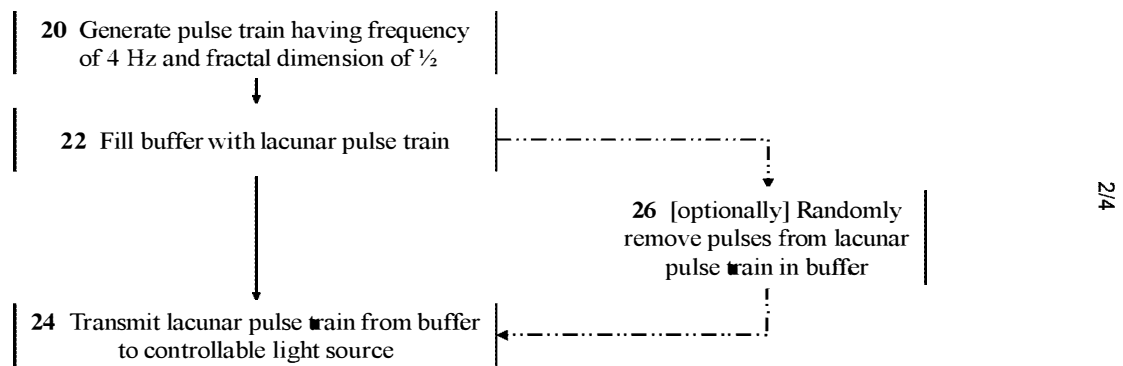 20 Generate pulse train having frequency
of 4 Hz and fractal dimension of ½
22 Fill buffer with lacunar pulse train
26 [optionally] Randomly
remove pulses from lacunar
pulse train in buffer
24 Transmit lacunar pulse train from buffer
to controllable light source
2/4